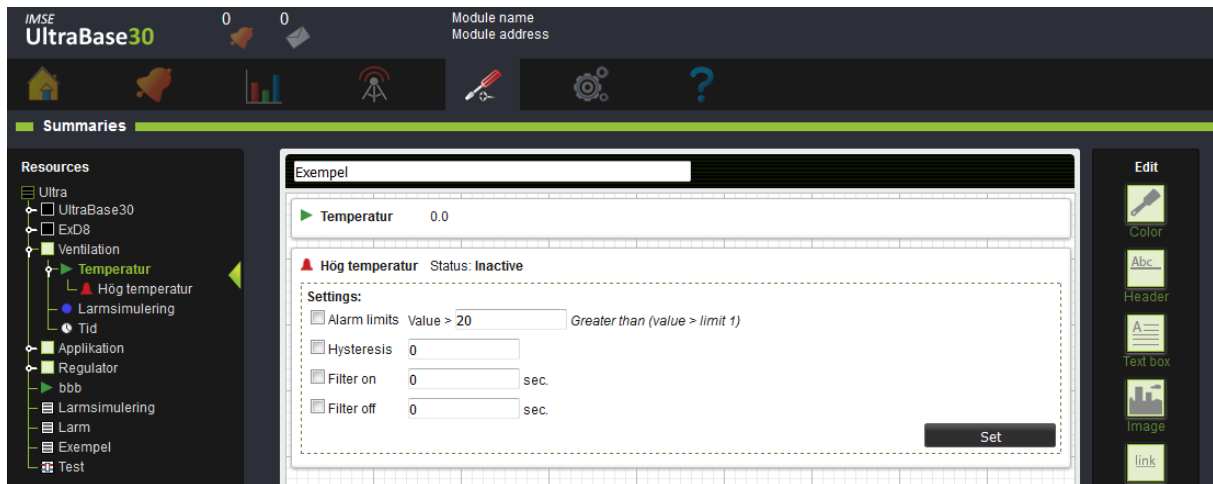 IMSE
UltraBase30
0
0
Module name
Module address
Summaries
Resources
Ultra
UltraBase30
ExD8
Ventilation
Temperatur
Hög temperatur
Larmsimulering
Tid
Applikation
Regulator
bbb
Larmsimulering
Larm
Exempel
Test
Exempel
Temperatur 0.0
Hög temperatur Status: Inactive
Settings:
Alarm limits Value > 20 Greater than (value > limit 1)
Hysteresis 0
Filter on 0 sec.
Filter off 0 sec.
Set
Edit
Color
Abc
Header
A
Text box
Image
link